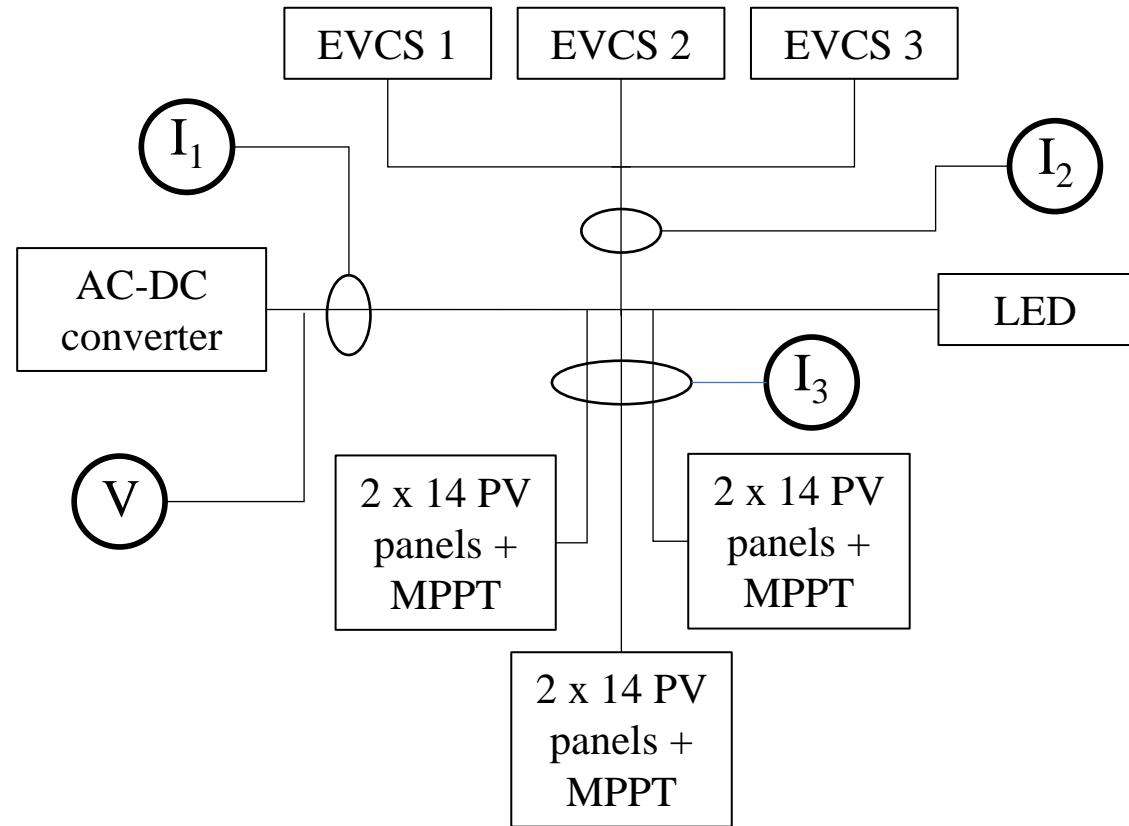 EVCS 1
EVCS 2
EVCS 3
I₁
I₂
AC-DC
converter
LED
I₃
V
2 x 14 PV
panels +
MPPT
2 x 14 PV
panels +
MPPT
2 x 14 PV
panels +
MPPT